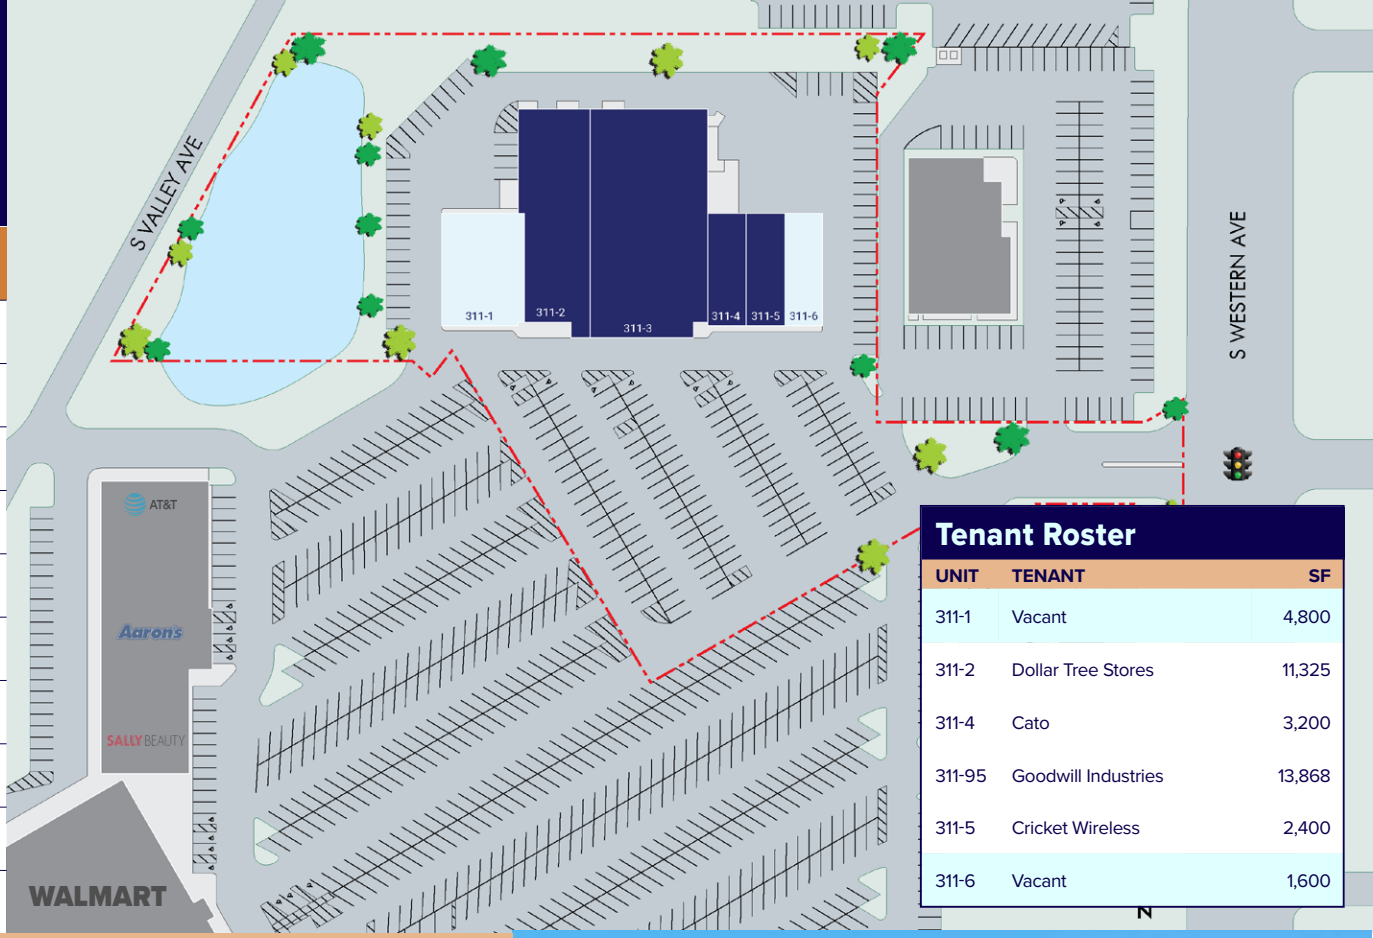 S VALLEY AVE
S WESTERN AVE
311-1
311-2
311-3
311-4
311-5
311-6
AT&T
Aaron's
SALLY BEAUTY
WALMART
Tenant Roster
UNIT TENANT SF
311-1 Vacant 4,800
311-2 Dollar Tree Stores 11,325
311-4 Cato 3,200
311-95 Goodwill Industries 13,868
311-5 Cricket Wireless 2,400
311-6 Vacant 1,600
N